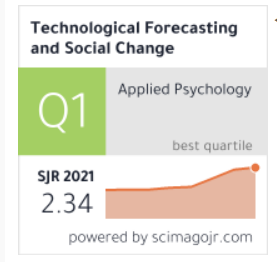 Technological Forecasting
and Social Change
Q1
Applied Psychology
best quartile
SJR 2021
2.34
powered by scimagojr.com